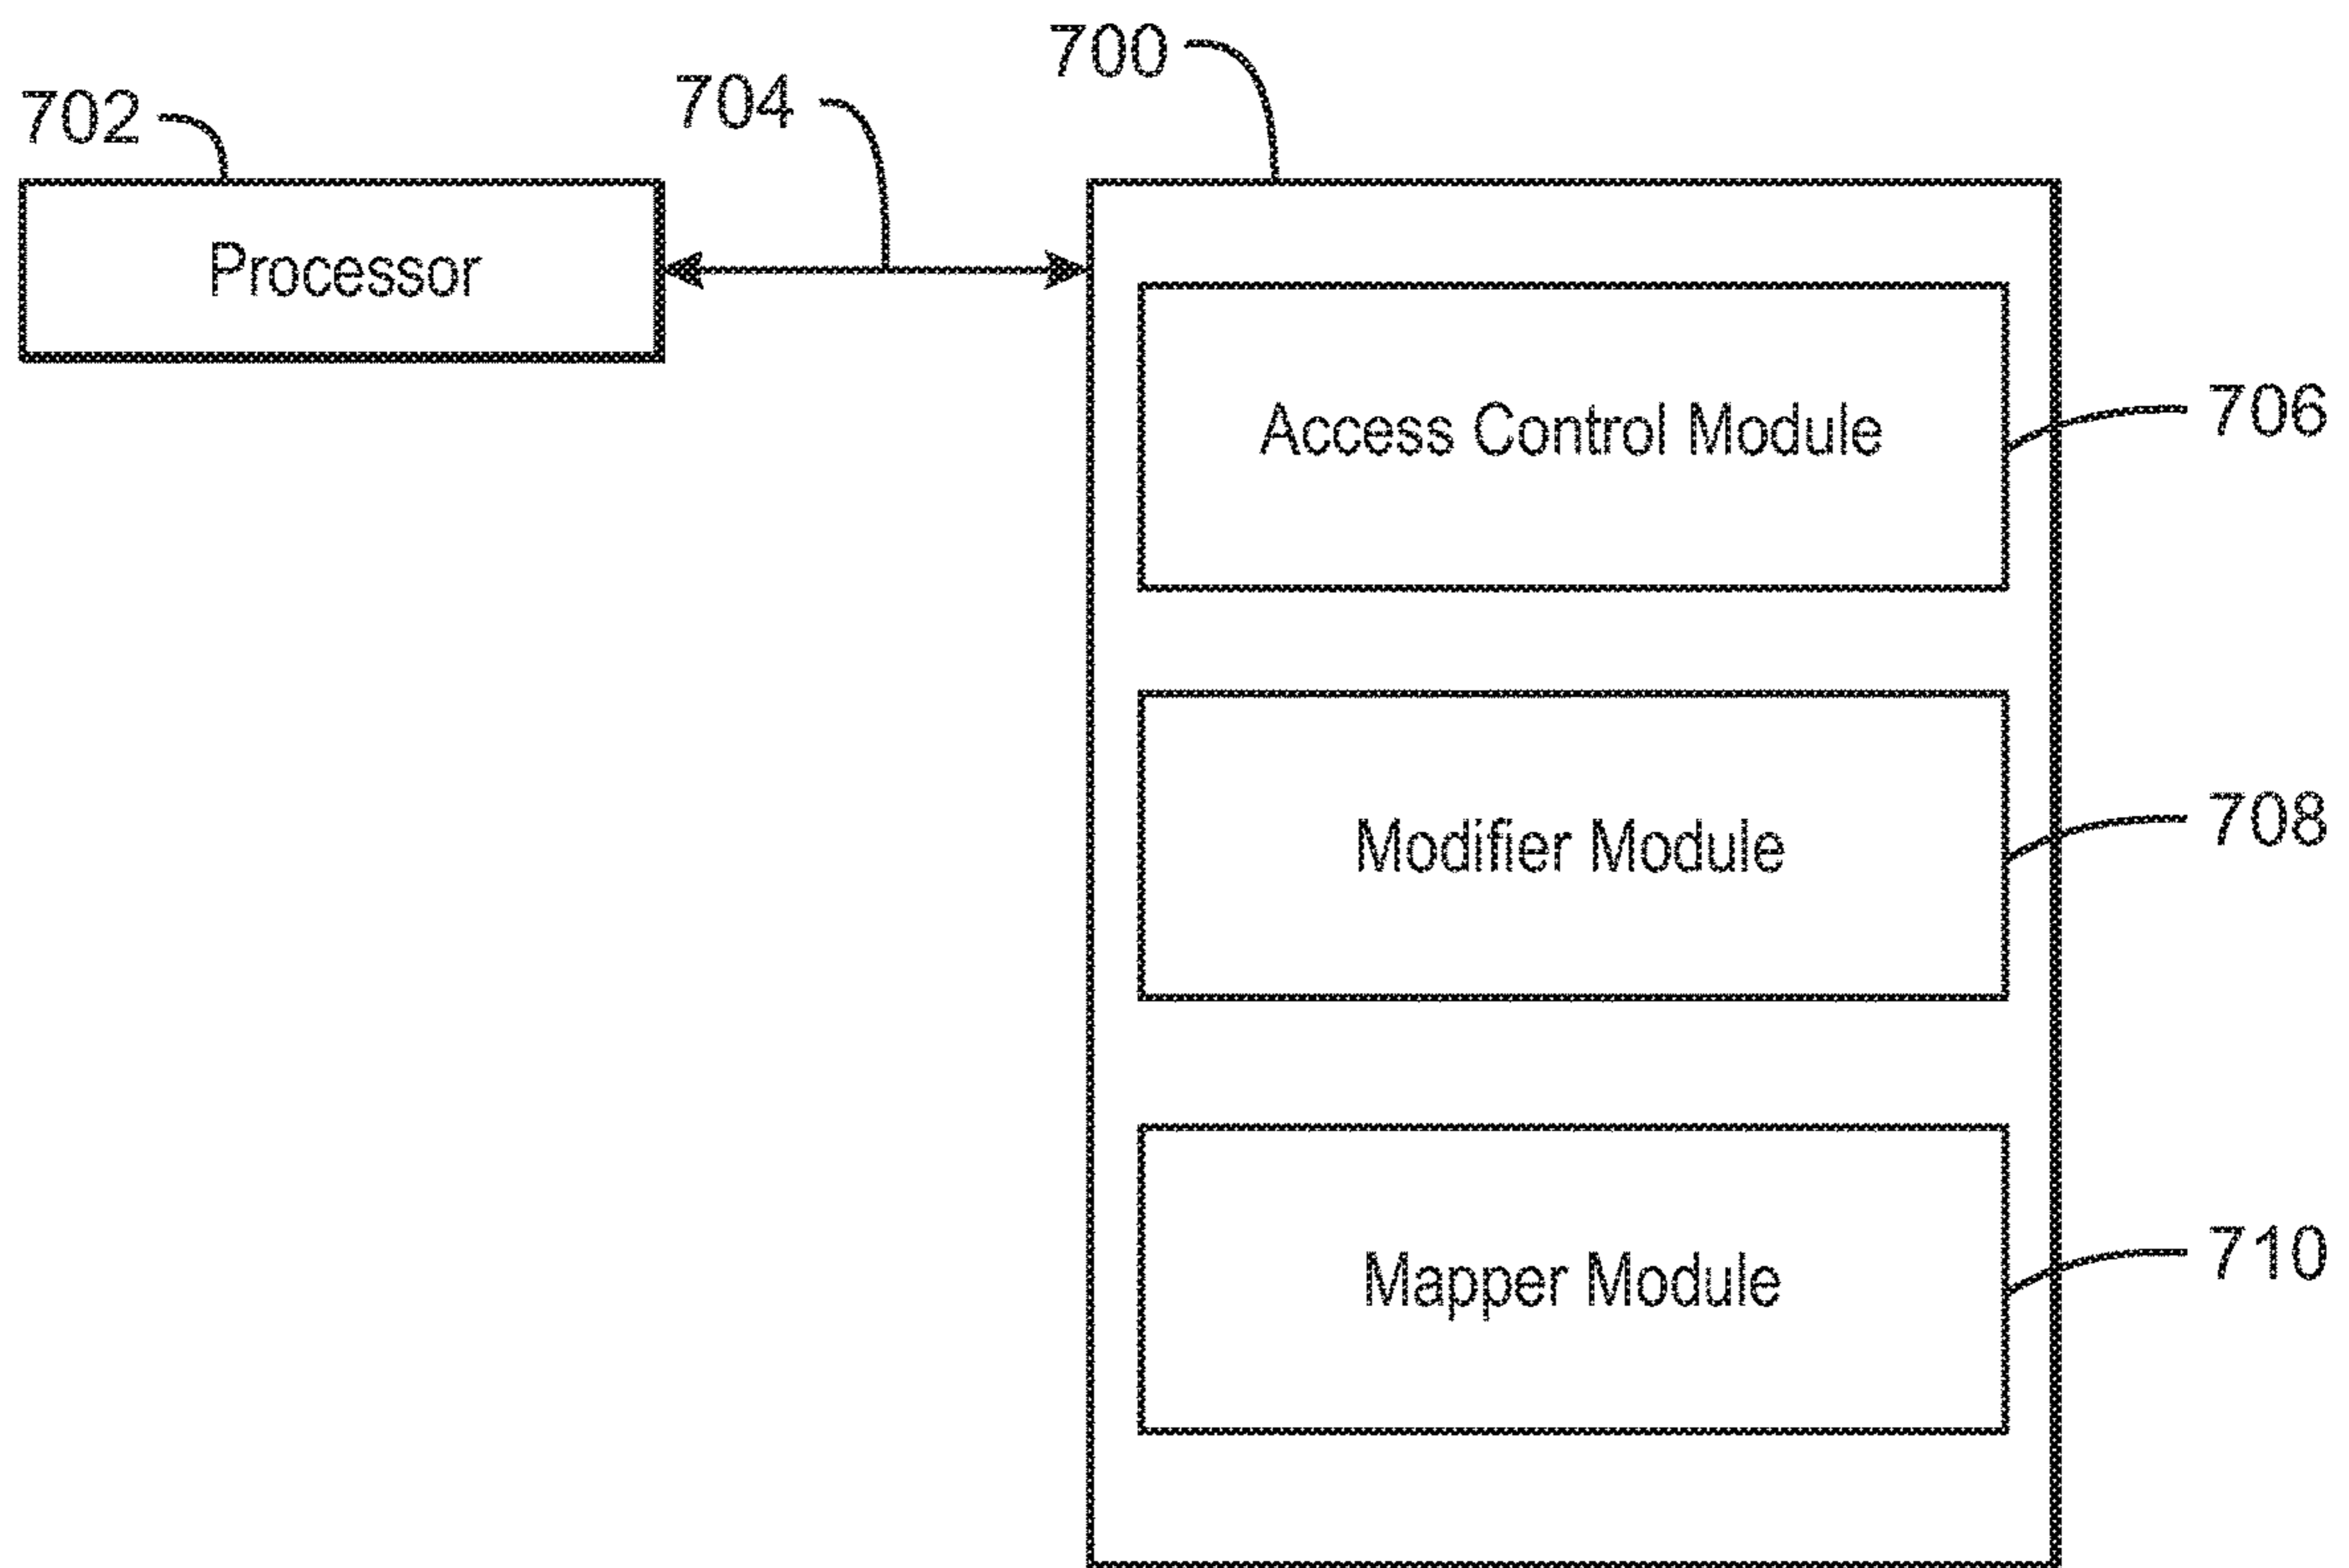 700
704
702
Processor
Access Control Module
706
Modifier Module
708
Mapper Module
710